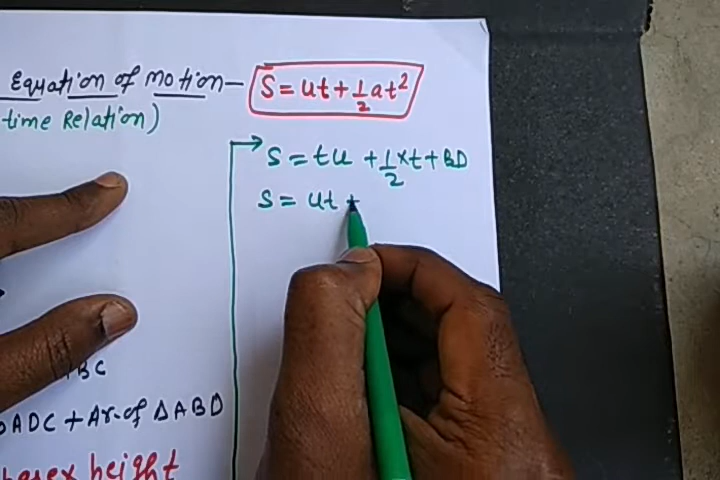 Equation of motion- S = ut + 1/2 at²
time Relation)
S = tu + 1/2 × t + BD
S = ut +
BC
ADC + Ar. of △ABD
height